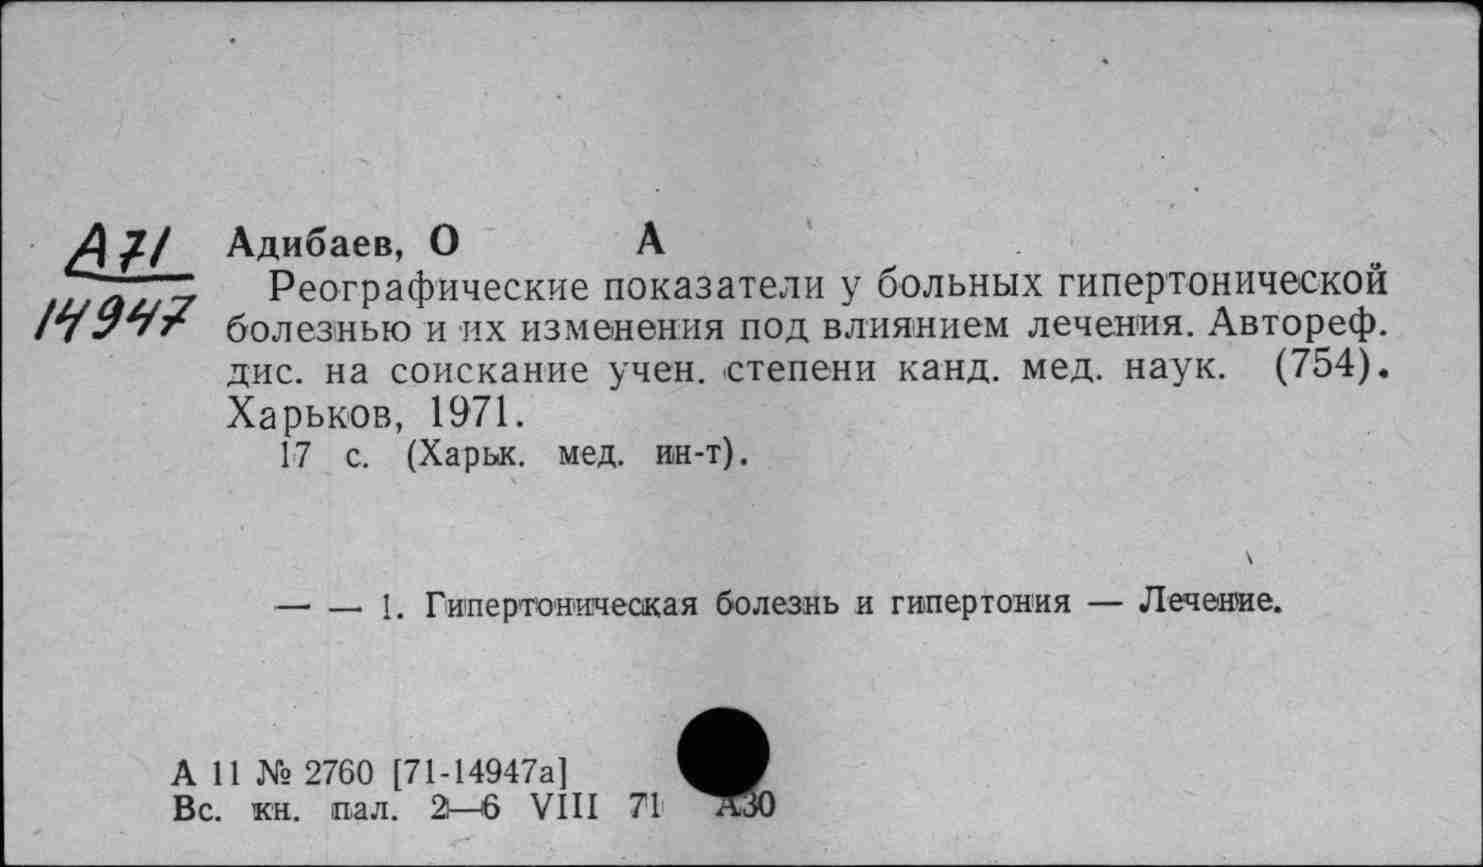 А71
14947
Адибаев, О А
Реографические показатели у больных гипертонической
болезнью и их изменения под влиянием лечения. Автореф.
дис. на соискание учен. степени канд. мед. наук. (754).
Харьков, 1971.
17 с. (Харьк. мед. ин-т).
— — 1. Гипертоническая болезнь и гипертония — Лечение.
А 11 № 2760 [71-14947а]
Вс. кн. пал. 2—6 VIII 71 А30